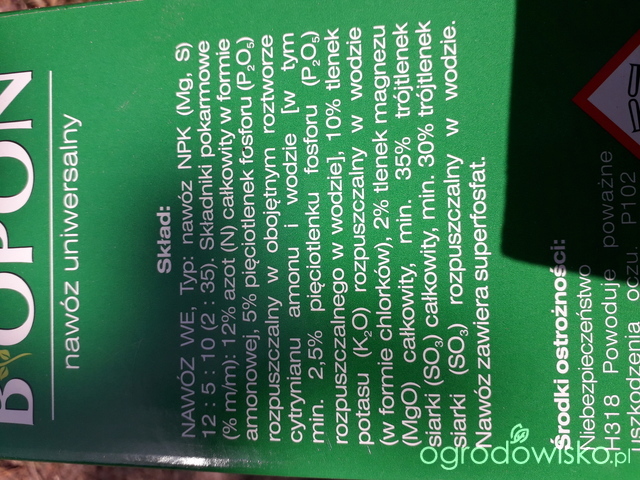 BIOPON
nawóz uniwersalny
Skład:
NAWÓZ WE, Typ: nawóz NPK (Mg, S)
12 : 5 : 10 (2 : 35). Składniki pokarmowe
(% m/m): 12% azot (N) całkowity w formie
amonowej, 5% pięciotlenek fosforu (P₂O₅)
rozpuszczalny w obojętnym roztworze
cytrynianu amonu i wodzie [w tym
min. 2,5% pięciotlenku fosforu (P₂O₅)
rozpuszczalnego w wodzie], 10% tlenek
potasu (K₂O) rozpuszczalny w wodzie
(w formie chlorków), 2% tlenek magnezu
(MgO) całkowity, min. 35% trójtlenek
siarki (SO₃) całkowity, min. 30% trójtlenek
siarki (SO₃) rozpuszczalny w wodzie.
Nawóz zawiera superfosfat.
Środki ostrożności:
Niebezpieczeństwo
H318 Powoduje poważne
uszkodzenia oczu P102
ogrodowisko.pl